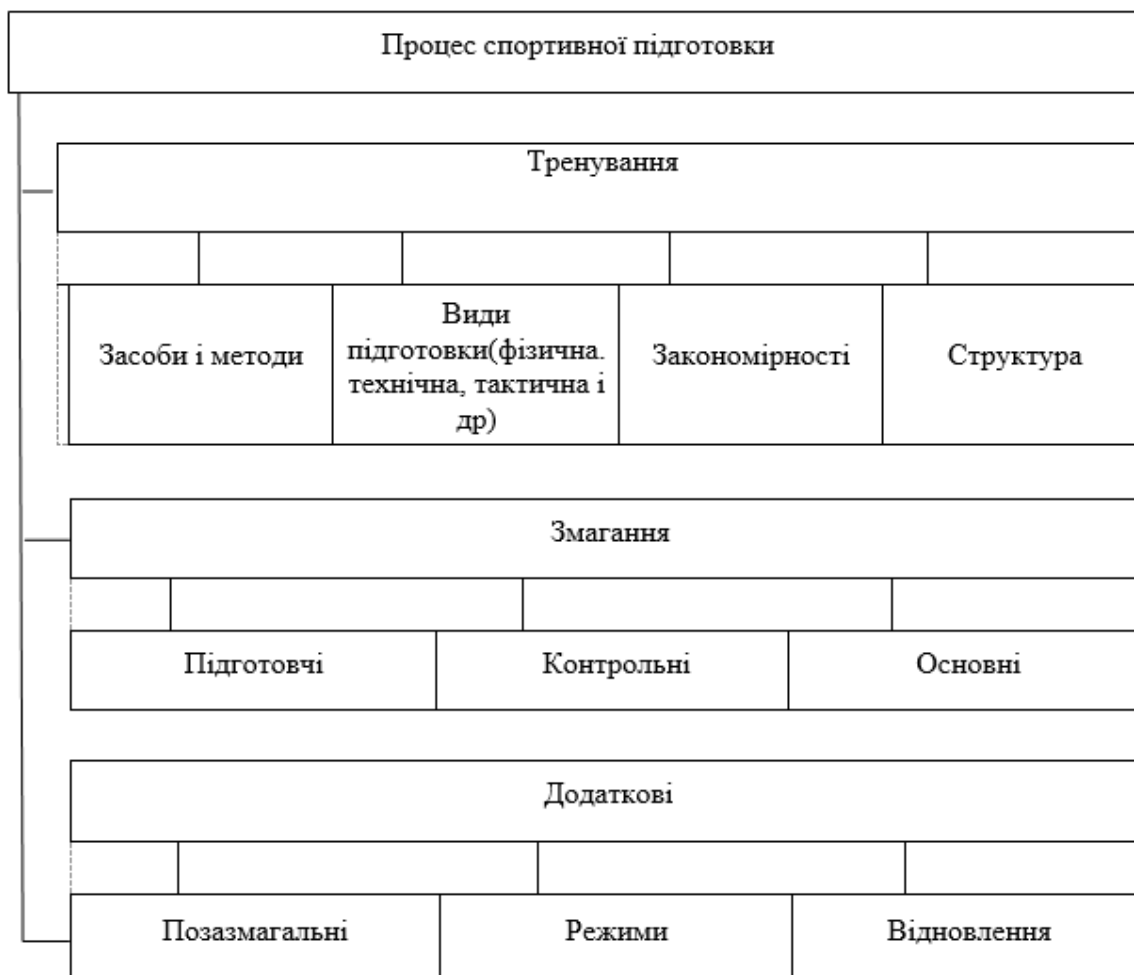 Процес спортивної підготовки
Тренування
Засоби і методи
Види
підготовки(фізична.
технічна, тактична і
др)
Закономірності
Структура
Змагання
Підготовчі
Контрольні
Основні
Додаткові
Позазмагальні
Режими
Відновлення